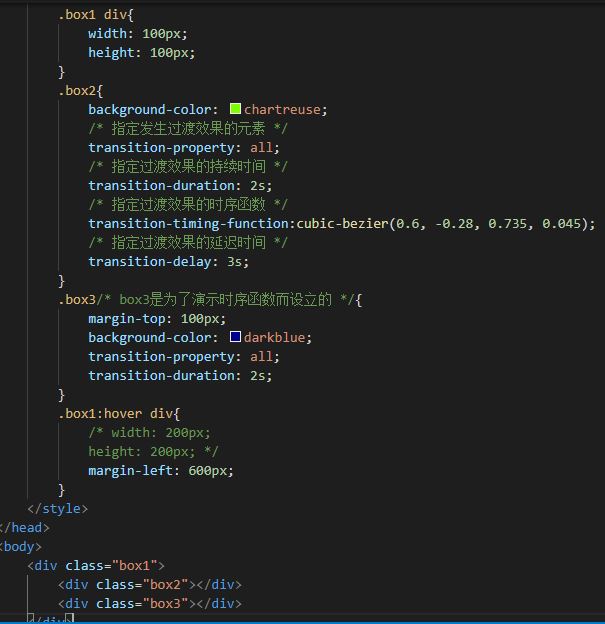 .box1 div{
width: 100px;
height: 100px;
}
.box2{
background-color: chartreuse;
/* 指定发生过渡效果的元素 */
transition-property: all;
/* 指定过渡效果的持续时间 */
transition-duration: 2s;
/* 指定过渡效果的时序函数 */
transition-timing-function:cubic-bezier(0.6, -0.28, 0.735, 0.045);
/* 指定过渡效果的延迟时间 */
transition-delay: 3s;
}
.box3/* box3是为了演示时序函数而设立的 */{
margin-top: 100px;
background-color: darkblue;
transition-property: all;
transition-duration: 2s;
}
.box1:hover div{
/* width: 200px;
height: 200px; */
margin-left: 600px;
}
</style>
</head>
<body>
<div class="box1">
<div class="box2"></div>
<div class="box3"></div>
</div>